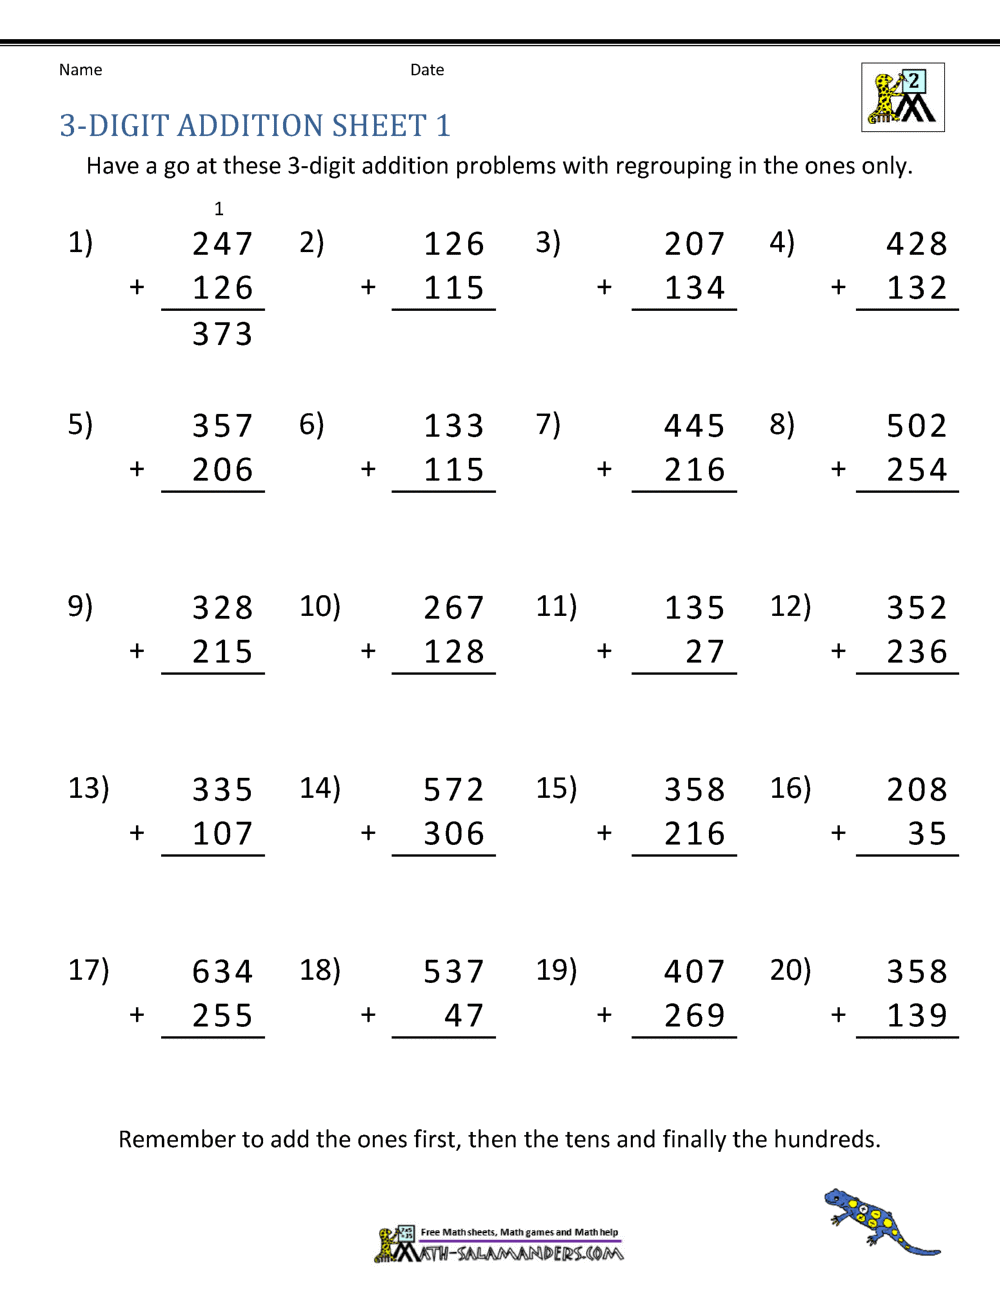 Name Date
2
3-DIGIT ADDITION SHEET 1
Have a go at these 3-digit addition problems with regrouping in the ones only.
1
1) 247 2) 126 3) 207 4) 428
+ 126 + 115 + 134 + 132
373
5) 357 6) 133 7) 445 8) 502
+ 206 + 115 + 216 + 254
9) 328 10) 267 11) 135 12) 352
+ 215 + 128 + 27 + 236
13) 335 14) 572 15) 358 16) 208
+ 107 + 306 + 216 + 35
17) 634 18) 537 19) 407 20) 358
+ 255 + 47 + 269 + 139
Remember to add the ones first, then the tens and finally the hundreds.
Free Math sheets, Math games and Math help
MATH-SALAMANDERS.COM